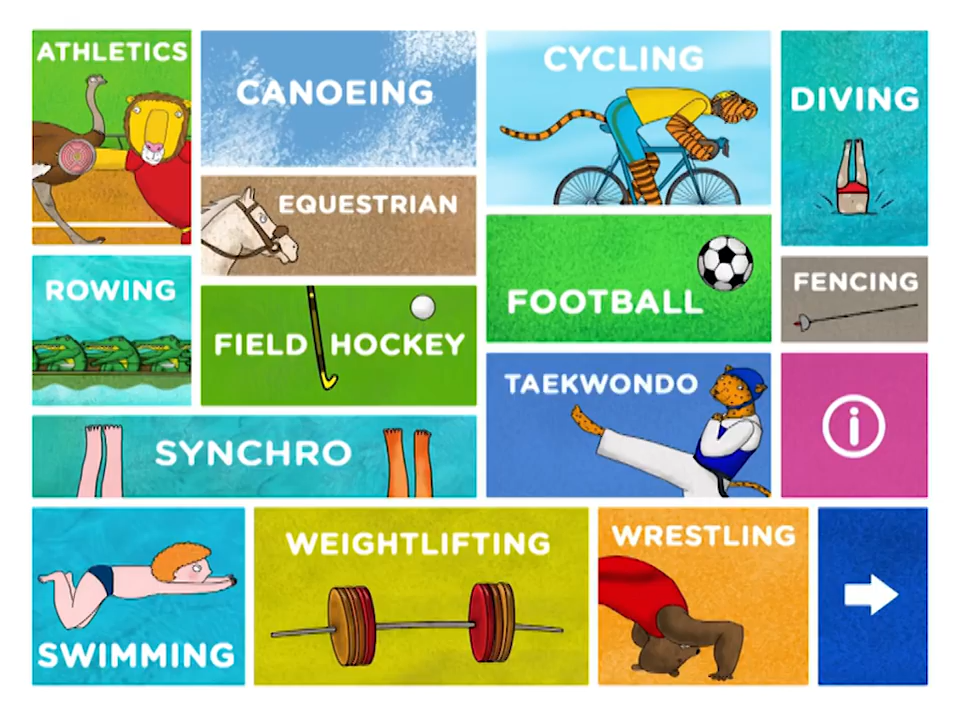 ATHLETICS
CANOEING
CYCLING
DIVING
EQUESTRIAN
ROWING
FIELD HOCKEY
FOOTBALL
FENCING
SYNCHRO
TAEKWONDO
i
SWIMMING
WEIGHTLIFTING
WRESTLING